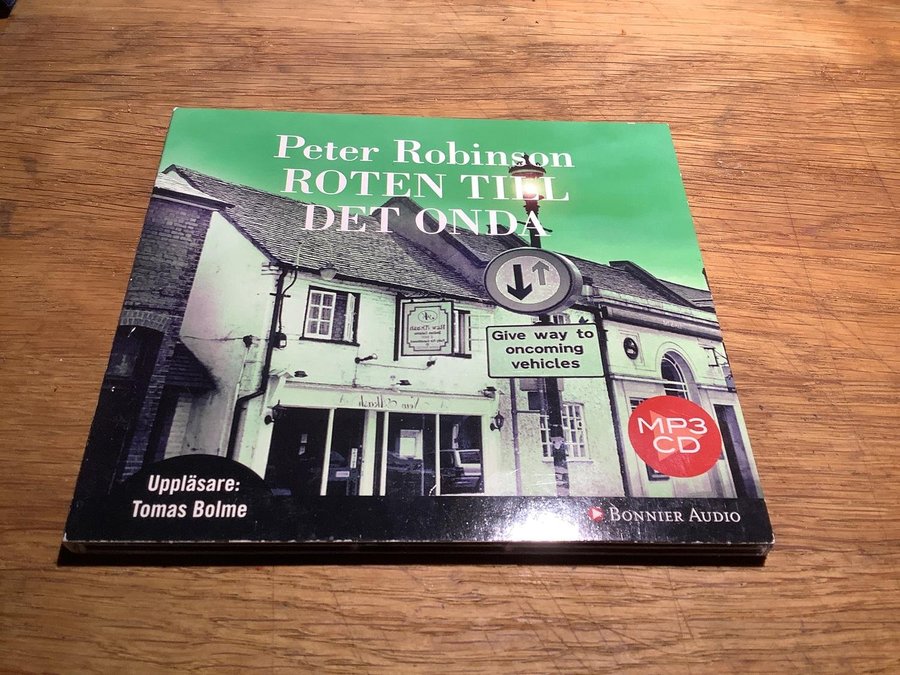 Peter Robinson
ROTEN TILL
DET ONDA
Give way to
oncoming
vehicles
MP3
CD
Uppläsare:
Tomas Bolme
BONNIER AUDIO